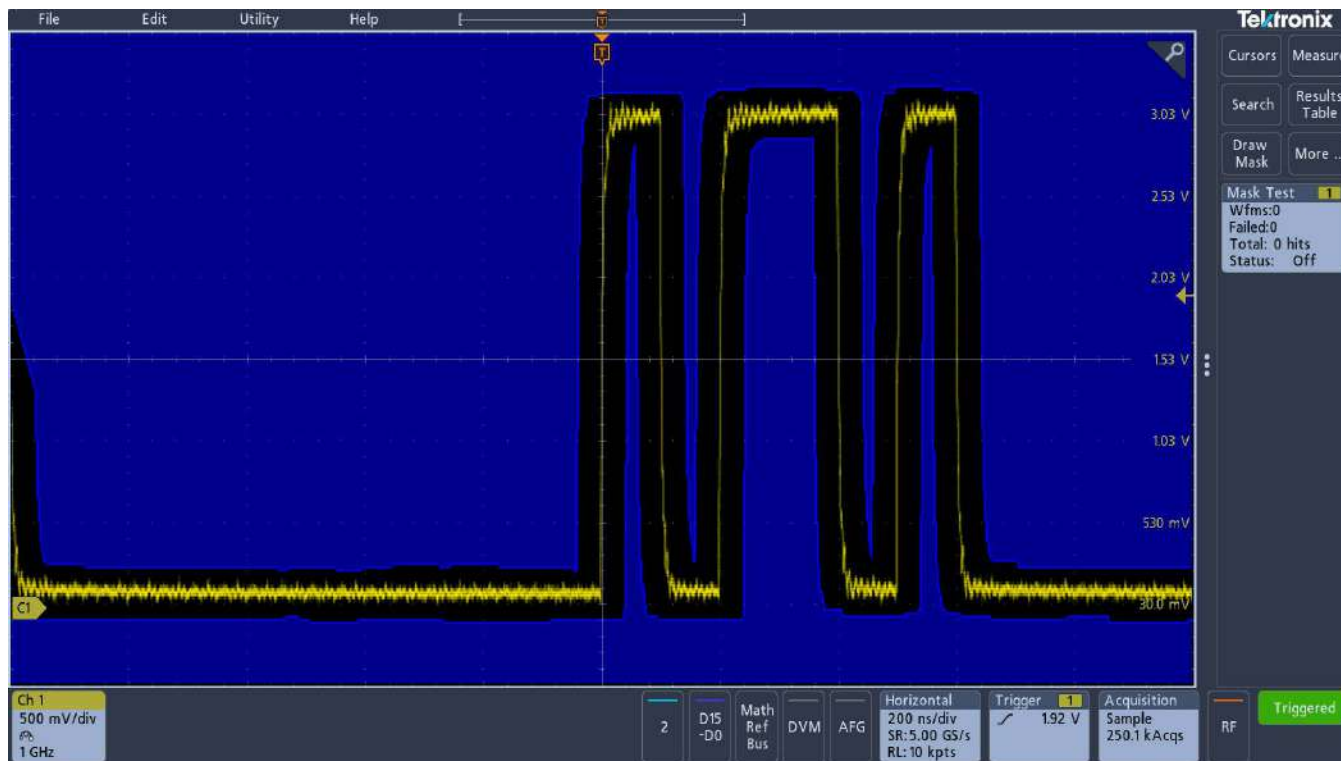 File Edit Utility Help [ T ]
Tektronix
T
Cursors Measure
Search Results Table
Draw Mask More ...
Mask Test 1
Wfms:0
Failed:0
Total: 0 hits
Status: Off
3.03 V
2.53 V
2.03 V
1.53 V
1.03 V
530 mV
30.0 mV
C1
Ch 1
500 mV/div
1 GHz
2
D15
-D0
Math
Ref
Bus
DVM
AFG
Horizontal
200 ns/div
SR:5.00 GS/s
RL:10 kpts
Trigger 1
1.92 V
Acquisition
Sample
250.1 kAcqs
RF
Triggered